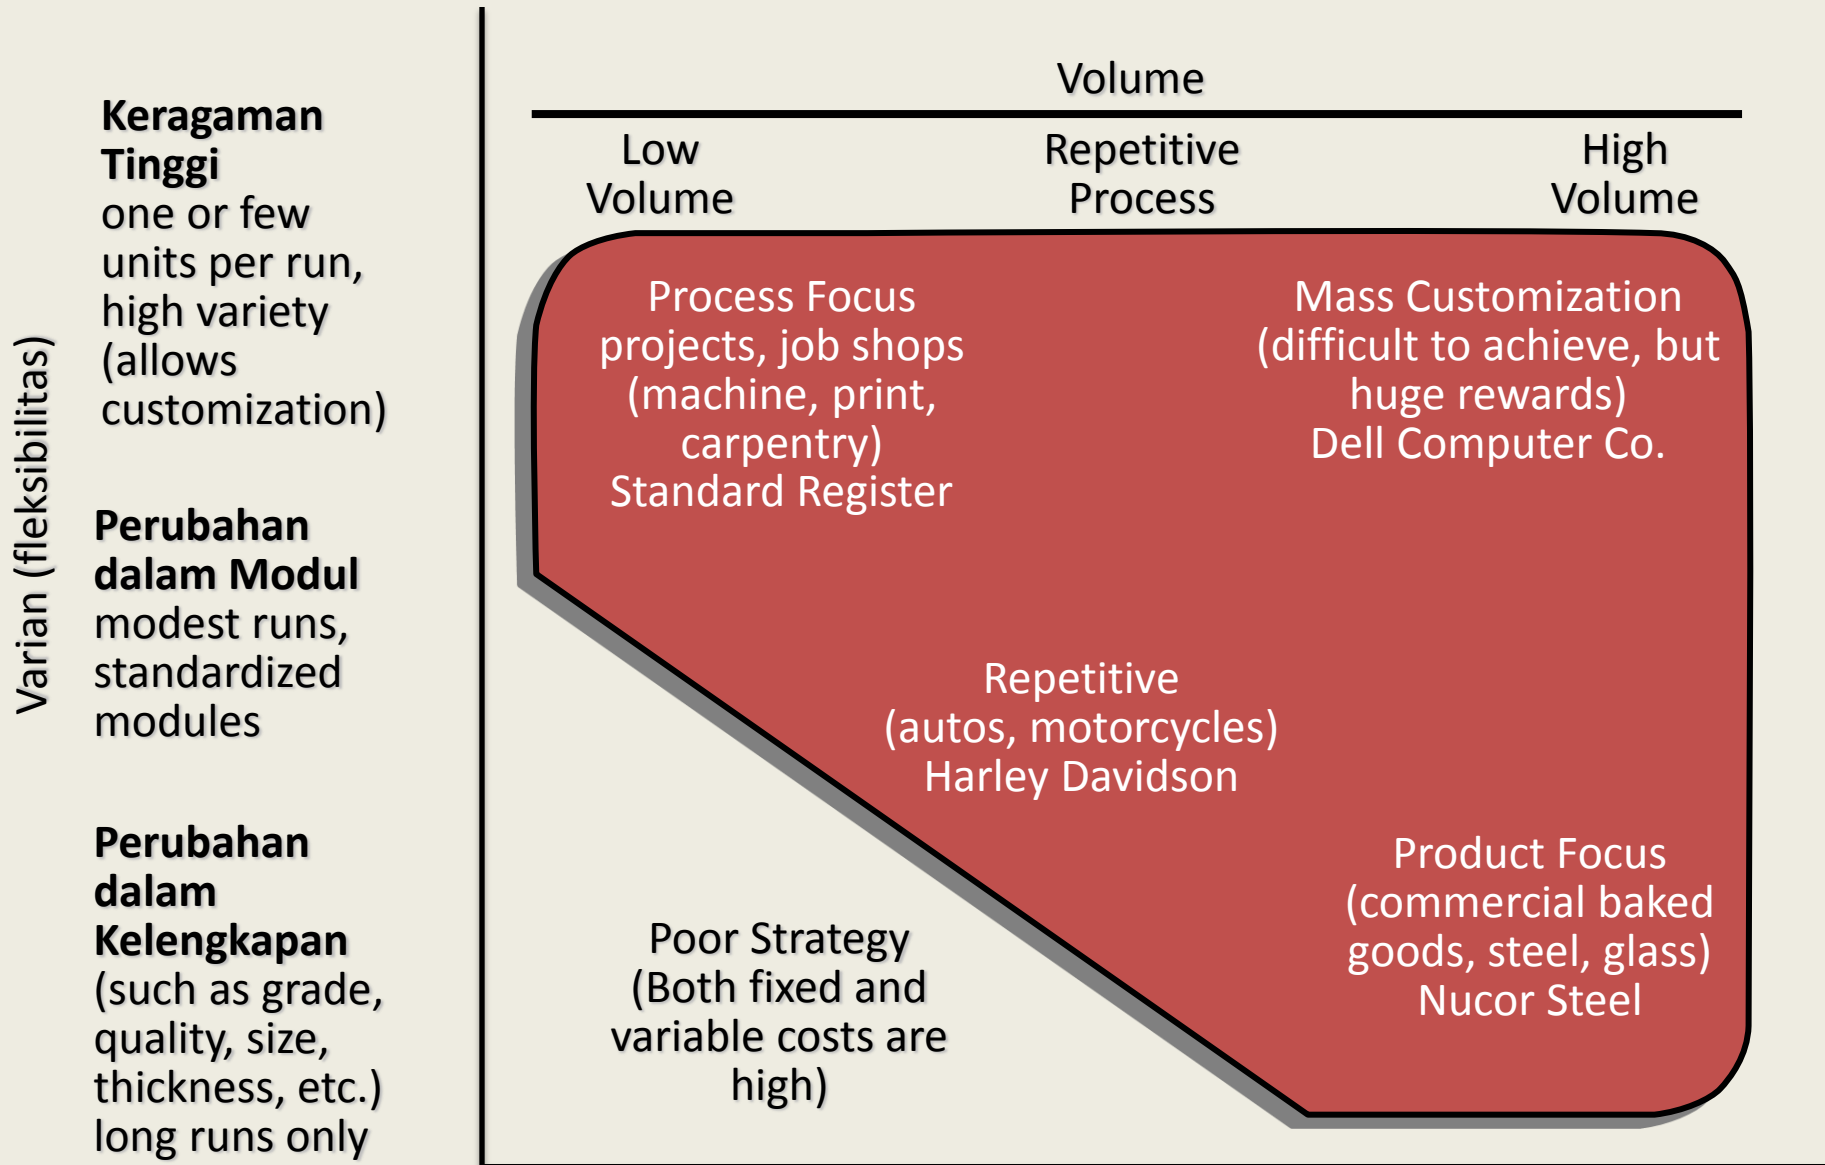 Varian (fleksibilitas)
Keragaman
Tinggi
one or few
units per run,
high variety
(allows
customization)
Perubahan
dalam Modul
modest runs,
standardized
modules
Perubahan
dalam
Kelengkapan
(such as grade,
quality, size,
thickness, etc.)
long runs only
Volume
Low
Volume
Repetitive
Process
High
Volume
Process Focus
projects, job shops
(machine, print,
carpentry)
Standard Register
Mass Customization
(difficult to achieve, but
huge rewards)
Dell Computer Co.
Repetitive
(autos, motorcycles)
Harley Davidson
Product Focus
(commercial baked
goods, steel, glass)
Nucor Steel
Poor Strategy
(Both fixed and
variable costs are
high)